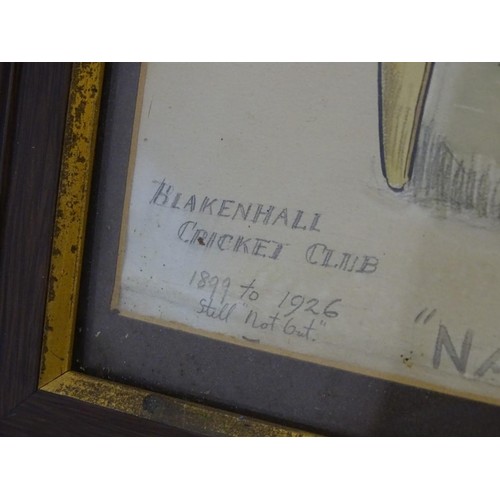 BLAKENHALL
CRICKET CLUB
1899 to 1926
Still "Not Out."
"NA